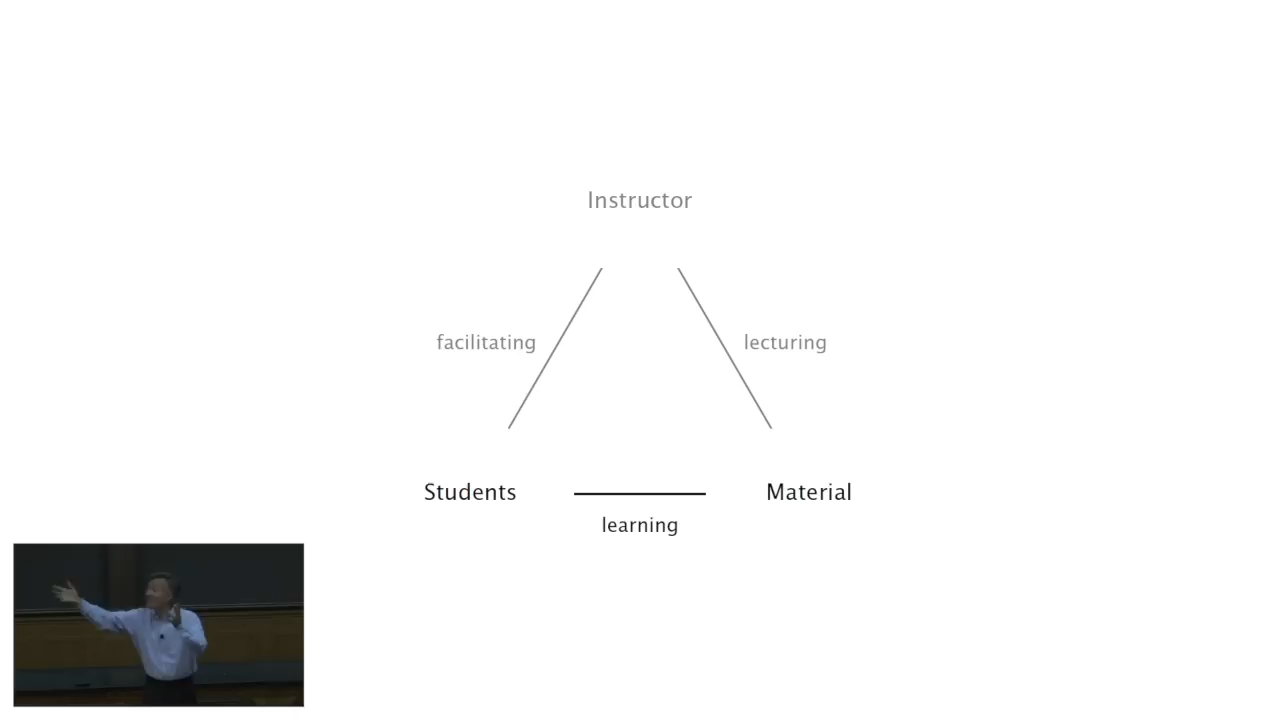 Instructor
facilitating
lecturing
Students
Material
learning